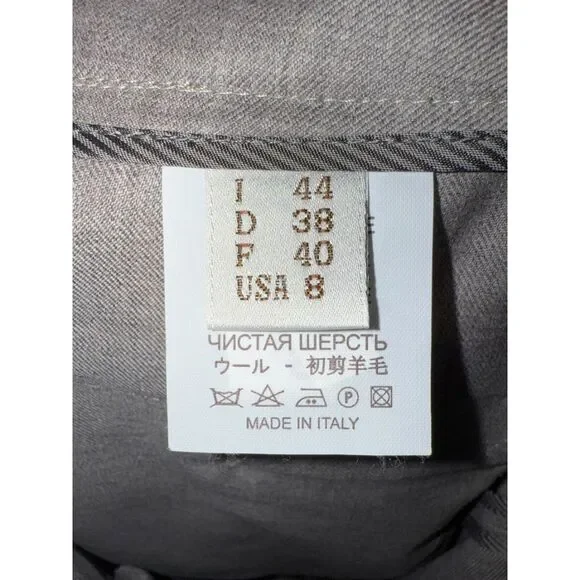 I 44
D 38
F 40
USA 8
ЧИСТАЯ ШЕРСТЬ
ウール - 初剪羊毛
P
MADE IN ITALY